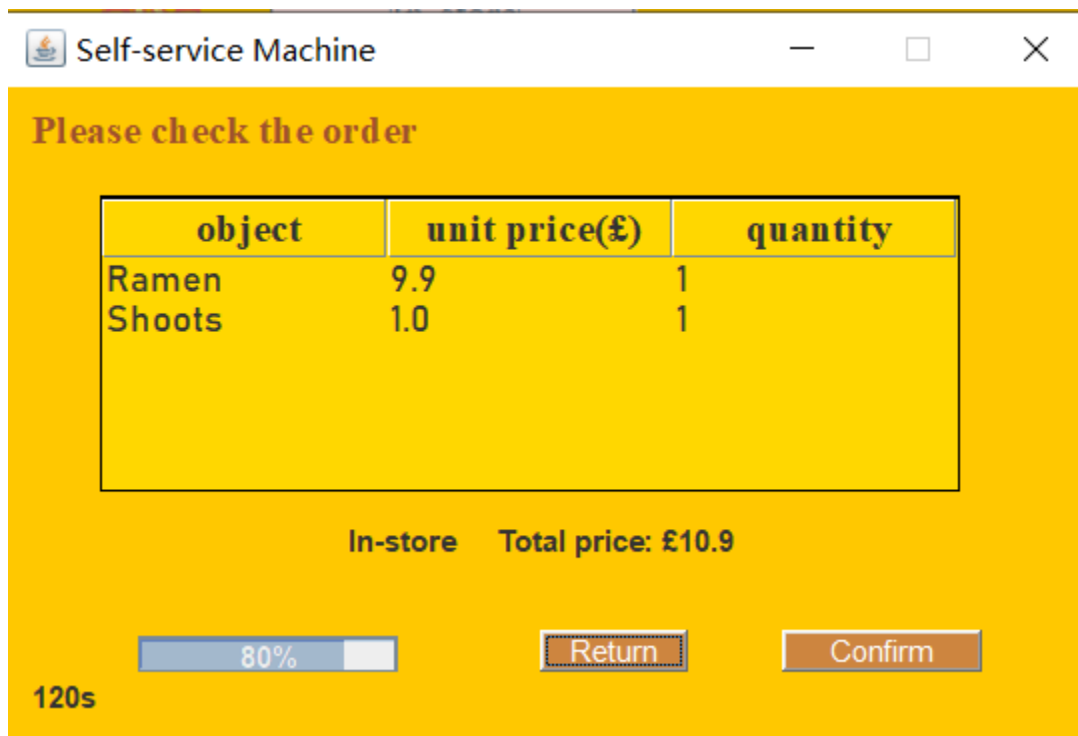 Self-service Machine
Please check the order
object unit price(£) quantity
Ramen 9.9 1
Shoots 1.0 1
In-store Total price: £10.9
80% Return Confirm
120s